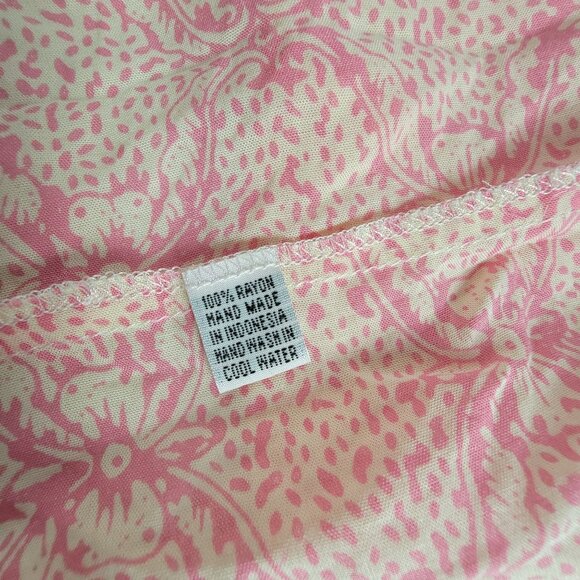 100% RAYON
HAND MADE
IN INDONESIA
HAND WASH IN
COOL WATER